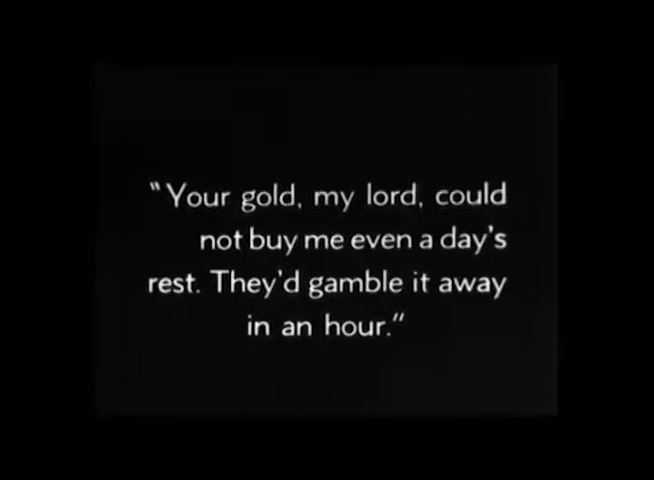 "Your gold, my lord, could
not buy me even a day's
rest. They'd gamble it away
in an hour."